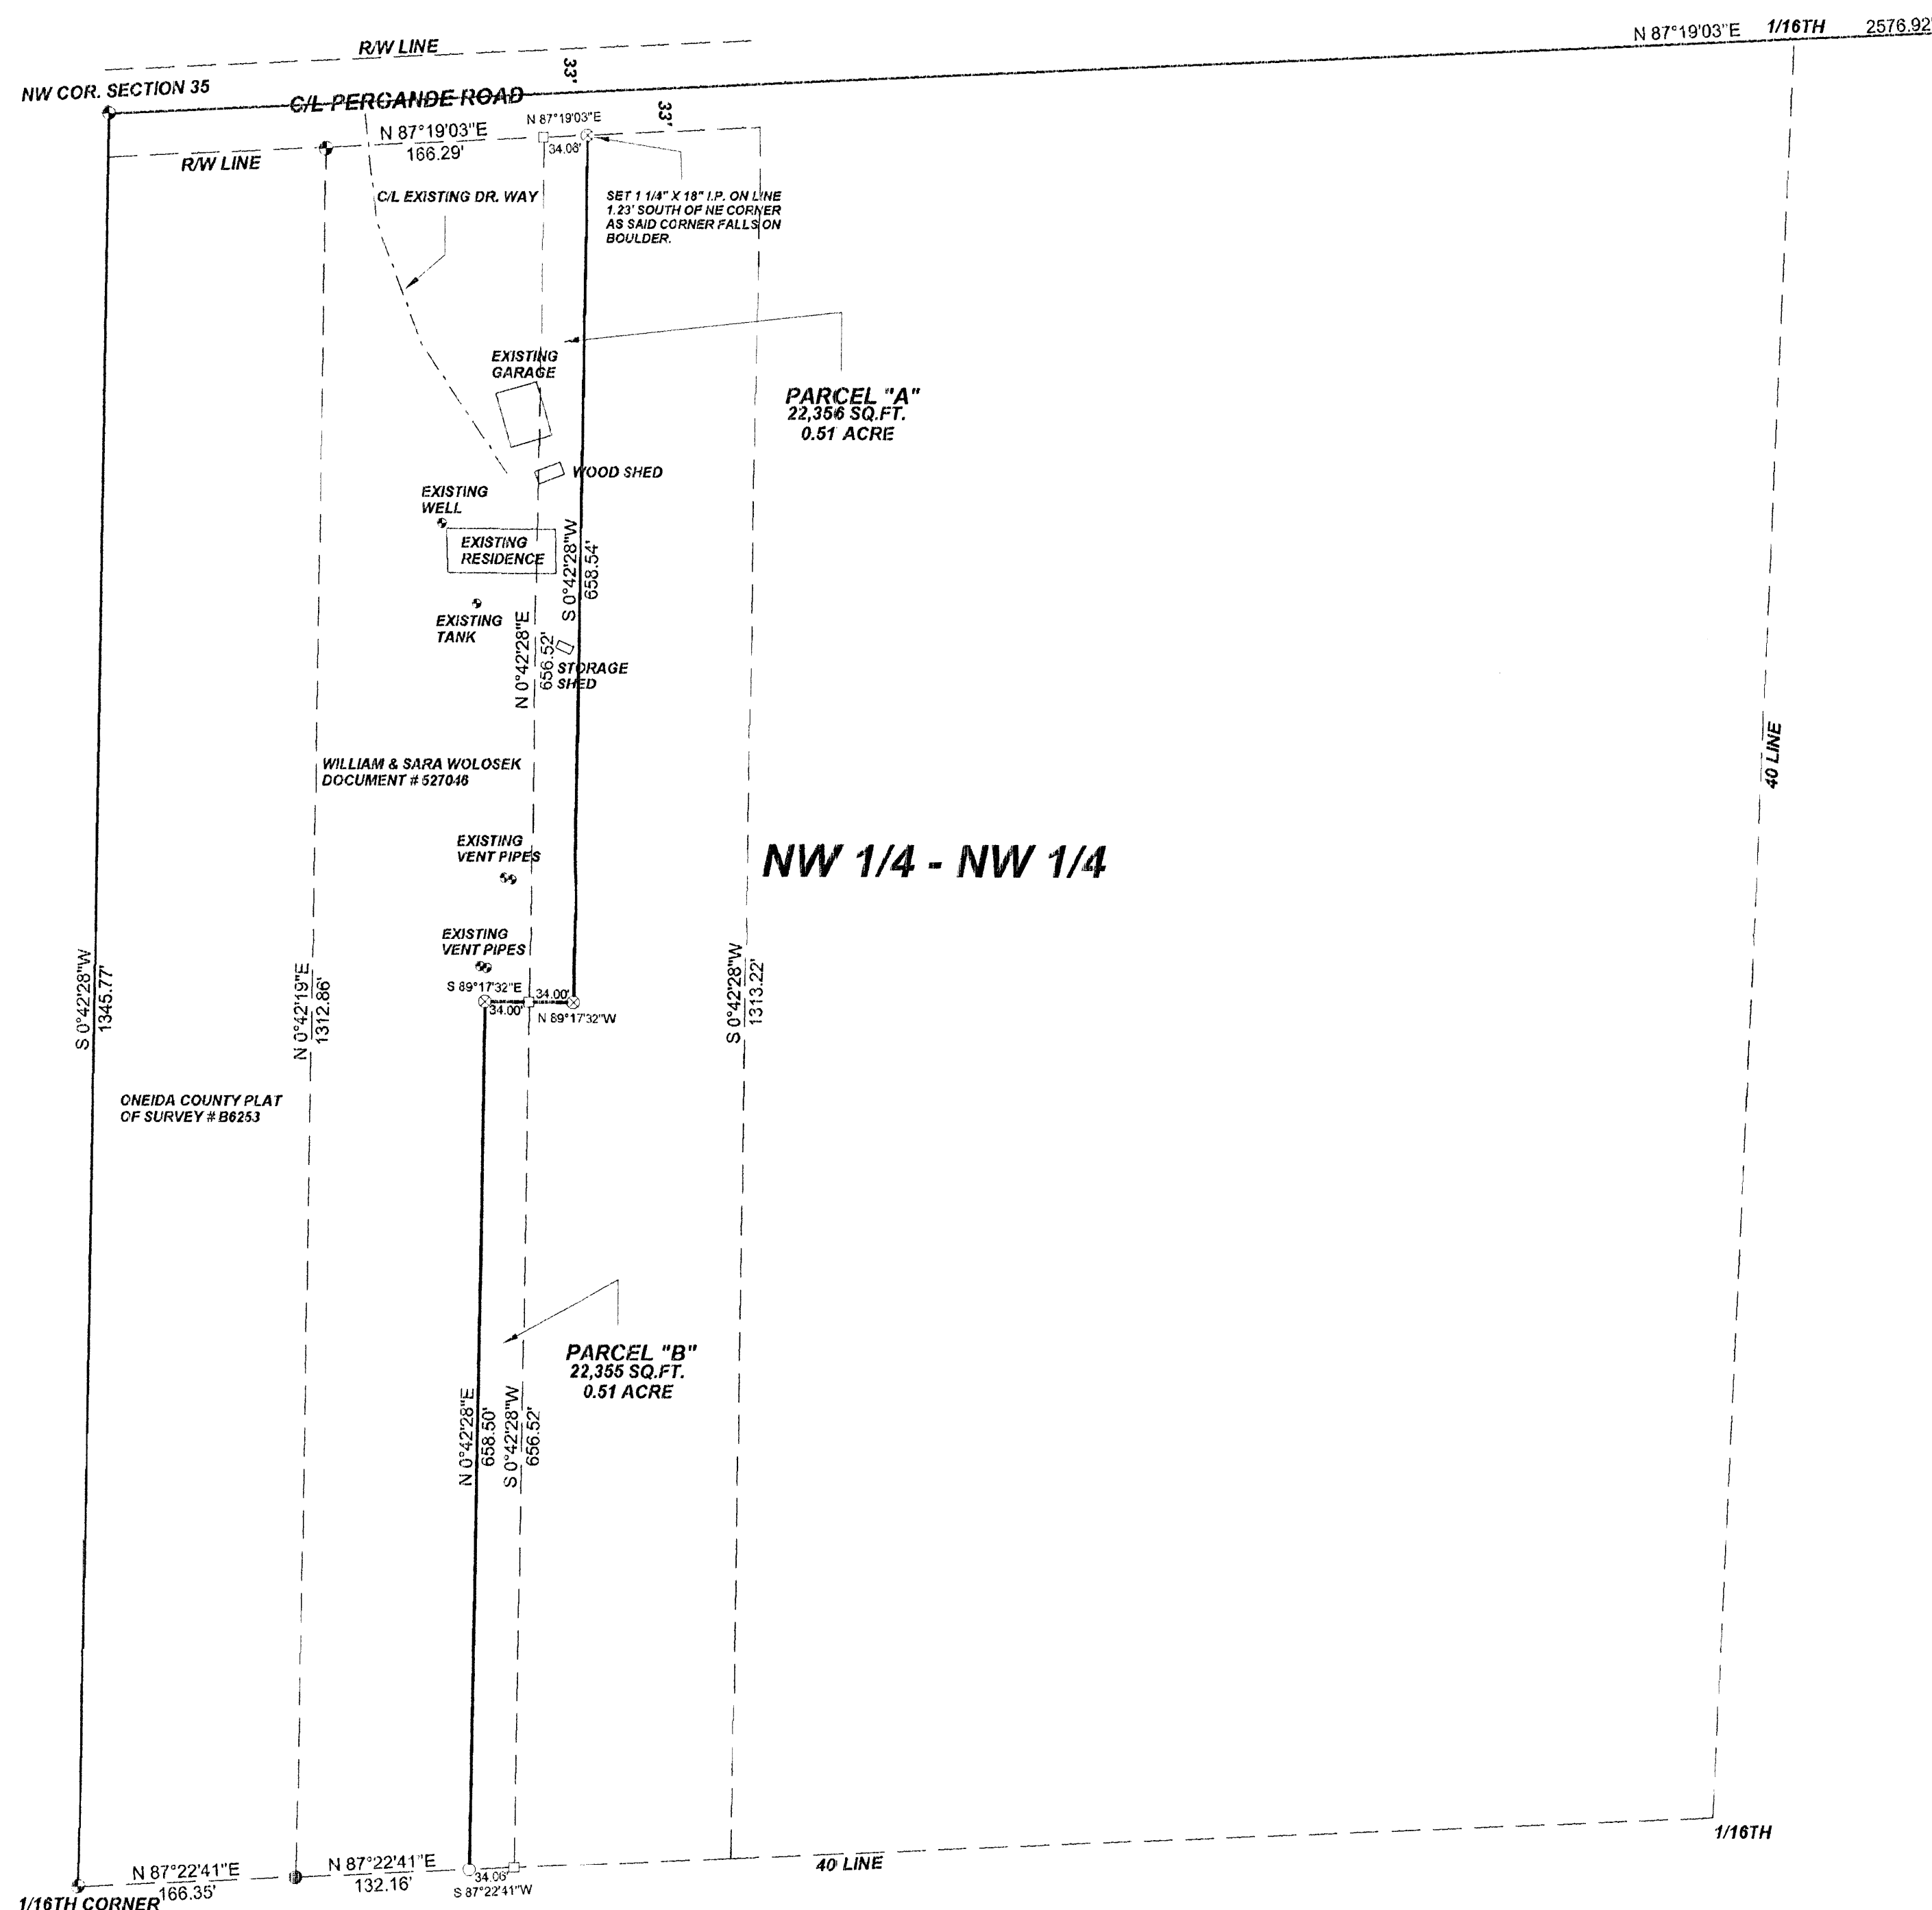 N 87°19'03"E 1/16TH 2576.92'
R/W LINE
33'
NW COR. SECTION 35
C/L PERGANDE ROAD
33'
N 87°19'03"E
166.29'
N 87°19'03"E
34.06'
R/W LINE
C/L EXISTING DR. WAY
SET 1 1/4" X 18" I.P. ON LINE
1.23' SOUTH OF NE CORNER
AS SAID CORNER FALLS ON
BOULDER.
EXISTING
GARAGE
PARCEL "A"
22,356 SQ.FT.
0.51 ACRE
WOOD SHED
EXISTING
WELL
EXISTING
RESIDENCE
S 0°42'28"W
658.54'
EXISTING
TANK
N 0°42'28"E
656.52'
STORAGE
SHED
40 LINE
WILLIAM & SARA WOLOSEK
DOCUMENT # 527046
EXISTING
VENT PIPES
NW 1/4 - NW 1/4
EXISTING
VENT PIPES
S 0°42'28"W
1345.77'
N 0°42'19"E
1312.86'
S 89°17'32"E
34.00'
34.00'
N 89°17'32"W
S 0°42'28"W
1313.22'
ONEIDA COUNTY PLAT
OF SURVEY # B6253
PARCEL "B"
22,355 SQ.FT.
0.51 ACRE
N 0°42'28"E
658.50'
S 0°42'28"W
656.52'
1/16TH
40 LINE
N 87°22'41"E
166.35'
N 87°22'41"E
132.16'
34.06'
S 87°22'41"W
1/16TH CORNER